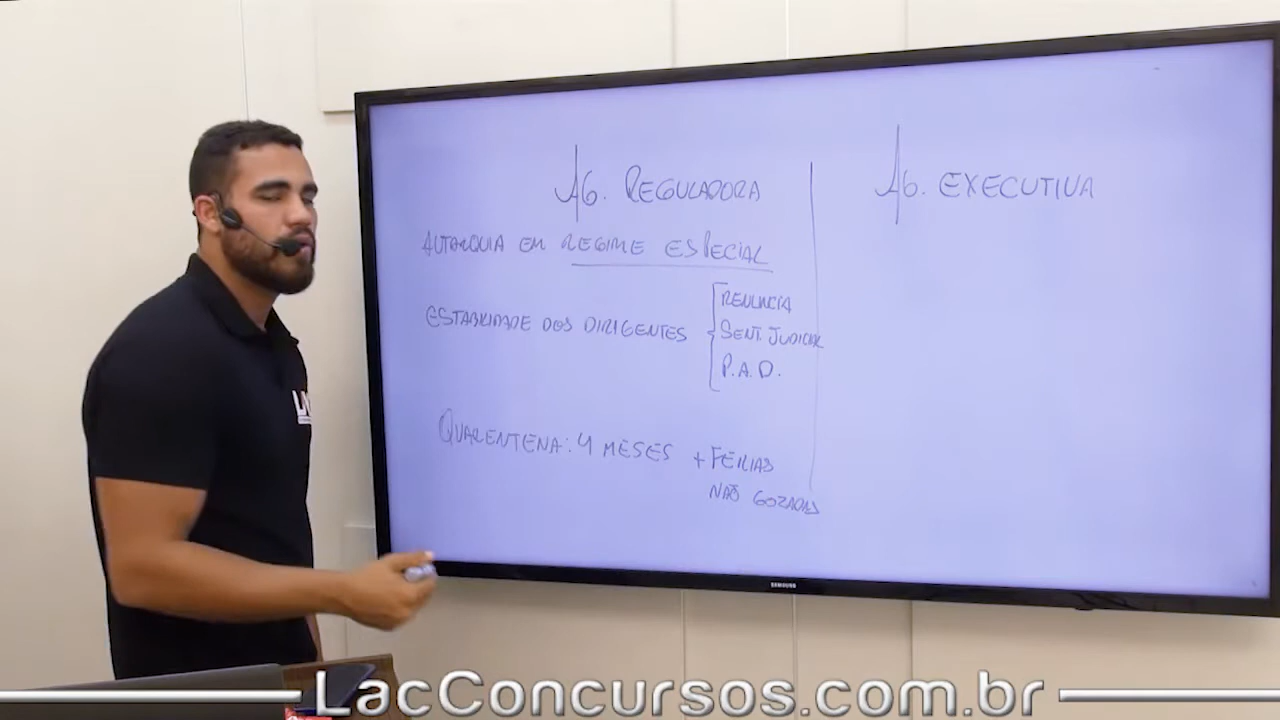 AG. REGULADORA
AUTARQUIA EM REGIME ESPECIAL
ESTABILIDADE DOS DIRIGENTES
RENÚNCIA
SENT. JUDICIAL
P.A.D.
QUARENTENA: 4 MESES + FÉRIAS
NÃO GOZADAS
AG. EXECUTIVA
SAMSUNG
LacConcursos.com.br